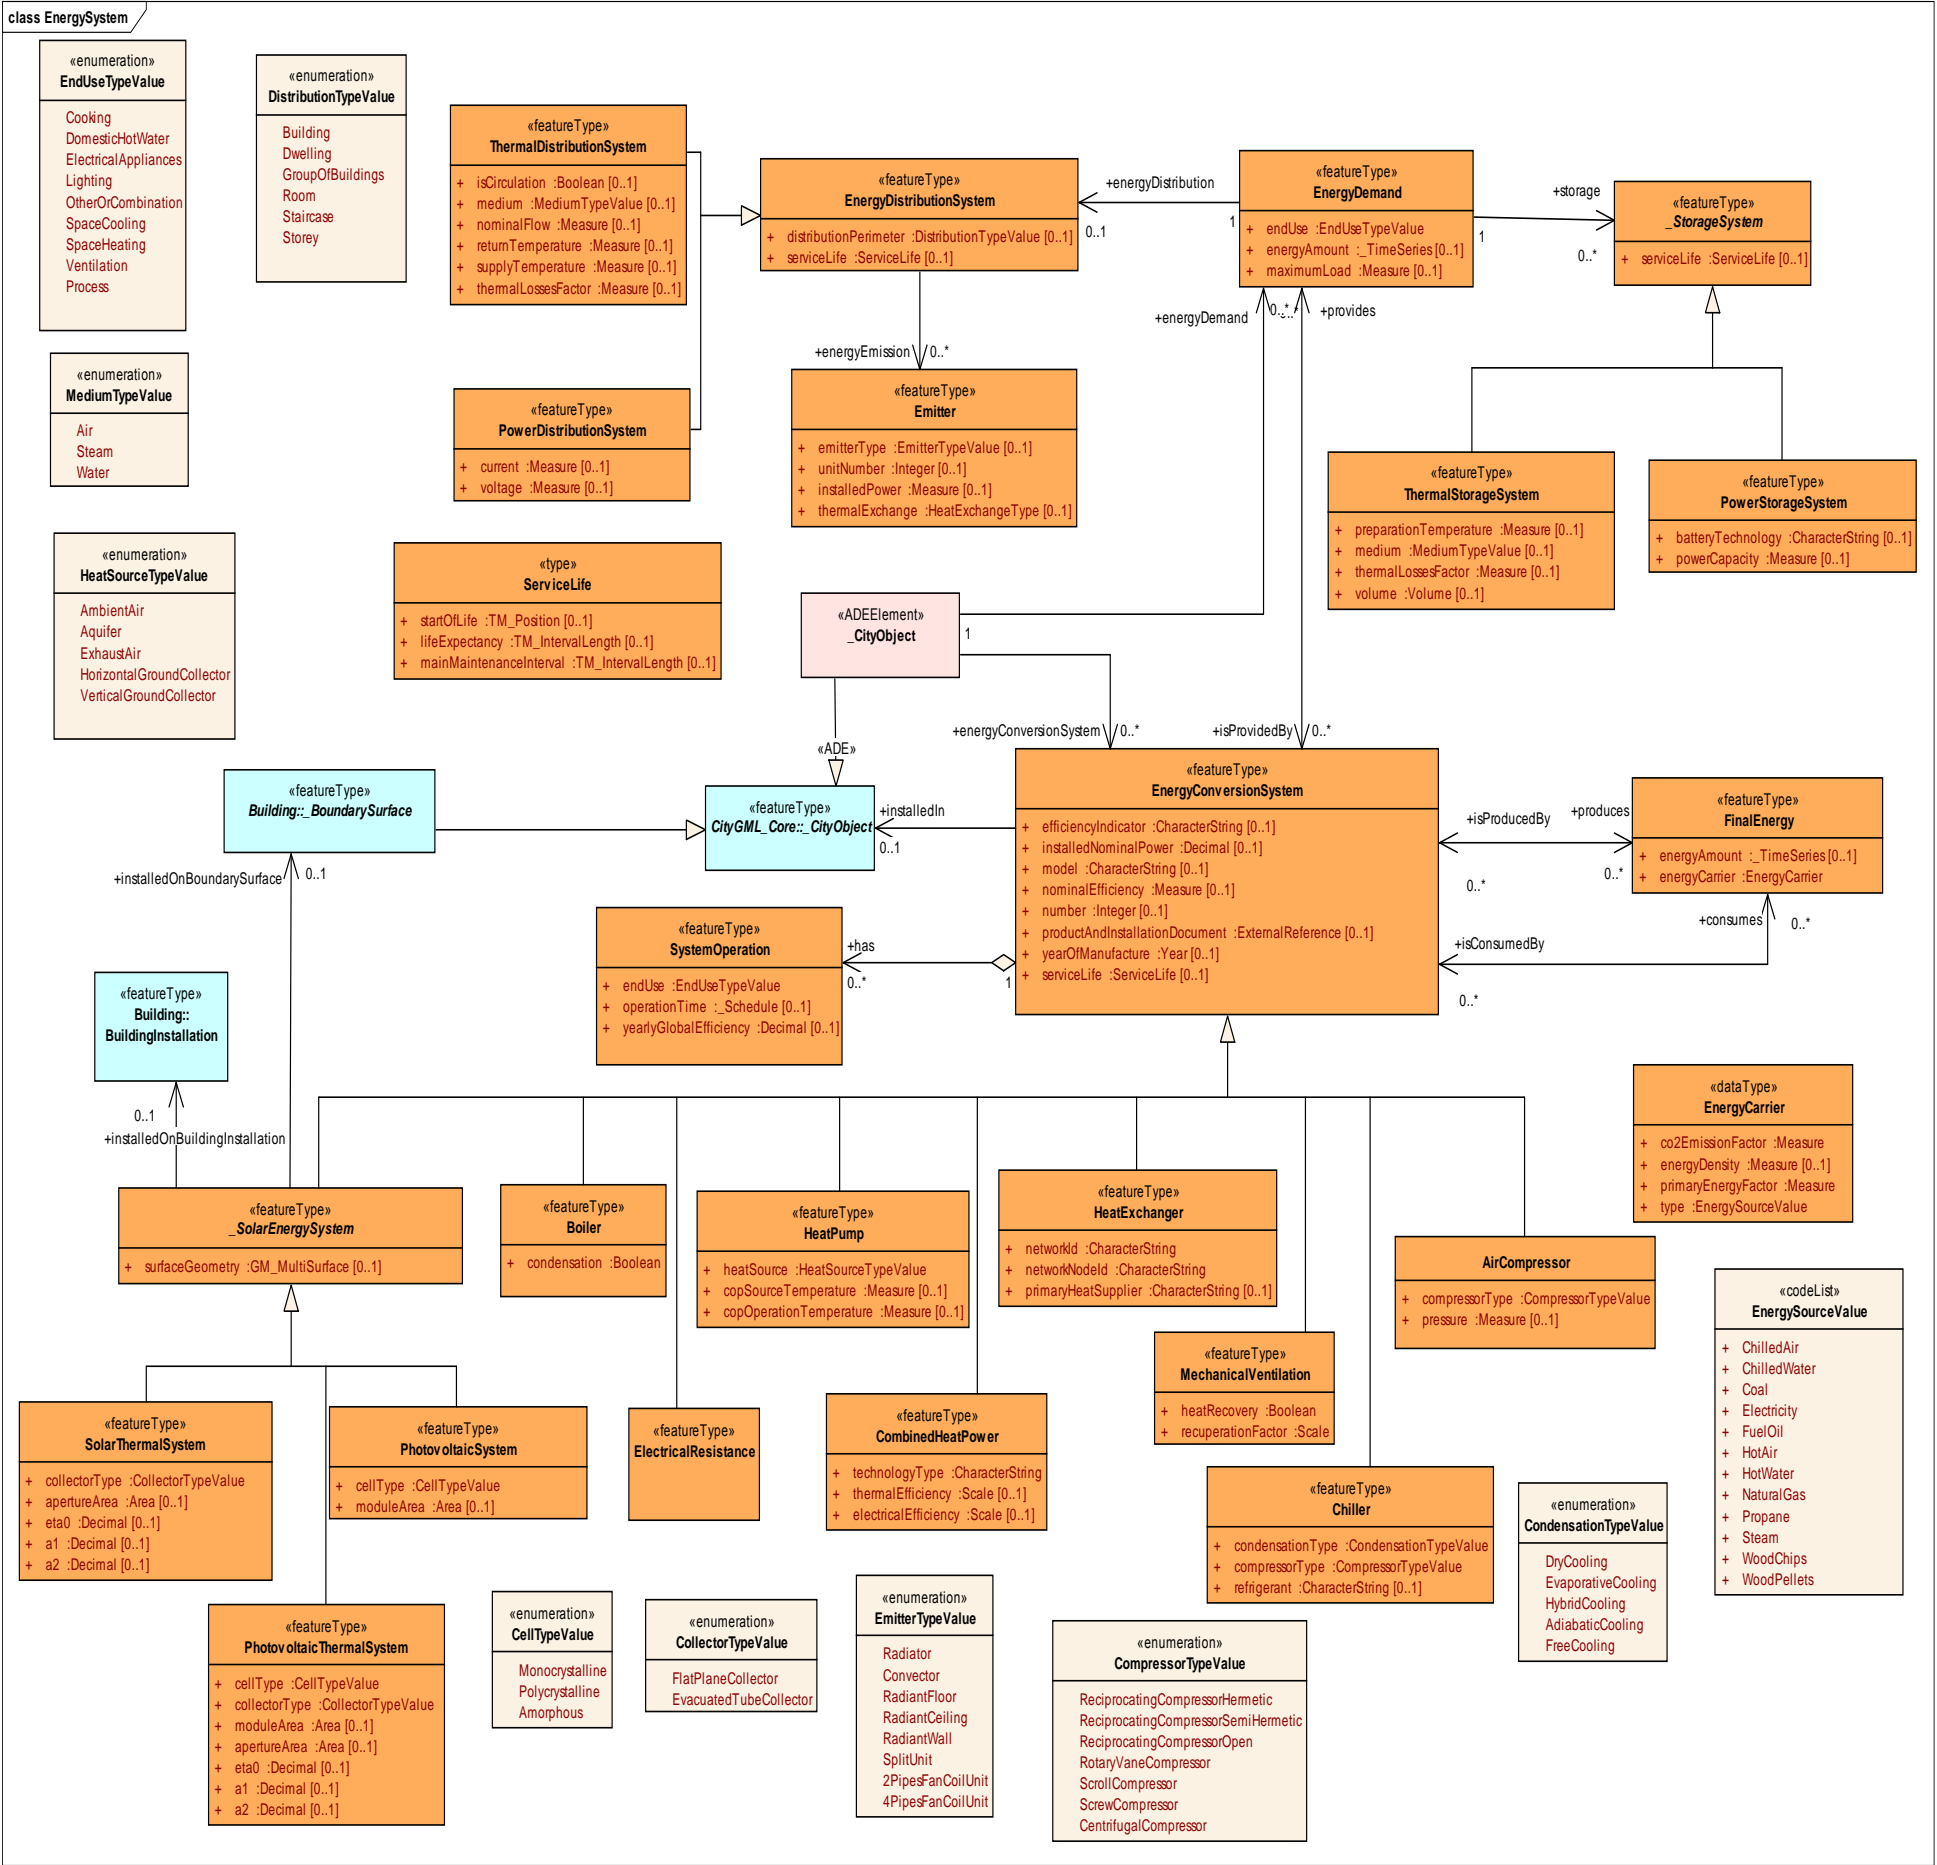 class EnergySystem
«enumeration»
EndUseTypeValue
Cooking
DomesticHotWater
ElectricalAppliances
Lighting
OtherOrCombination
SpaceCooling
SpaceHeating
Ventilation
Process
«enumeration»
DistributionTypeValue
Building
Dwelling
GroupOfBuildings
Room
Staircase
Storey
«featureType»
ThermalDistributionSystem
+ isCirculation :Boolean [0..1]
+ medium :MediumTypeValue [0..1]
+ nominalFlow :Measure [0..1]
+ returnTemperature :Measure [0..1]
+ supplyTemperature :Measure [0..1]
+ thermalLossesFactor :Measure [0..1]
«featureType»
EnergyDistributionSystem
+ distributionPerimeter :DistributionTypeValue [0..1]
+ serviceLife :ServiceLife [0..1]
+energyDistribution
0..1
1
«featureType»
EnergyDemand
+ endUse :EndUseTypeValue
+ energyAmount :_TimeSeries [0..1]
+ maximumLoad :Measure [0..1]
+storage
1
0..*
«featureType»
_StorageSystem
+ serviceLife :ServiceLife [0..1]
+energyDemand
0..*
+provides
+energyEmission
0..*
«enumeration»
MediumTypeValue
Air
Steam
Water
«featureType»
PowerDistributionSystem
+ current :Measure [0..1]
+ voltage :Measure [0..1]
«featureType»
Emitter
+ emitterType :EmitterTypeValue [0..1]
+ unitNumber :Integer [0..1]
+ installedPower :Measure [0..1]
+ thermalExchange :HeatExchangeType [0..1]
«featureType»
ThermalStorageSystem
+ preparationTemperature :Measure [0..1]
+ medium :MediumTypeValue [0..1]
+ thermalLossesFactor :Measure [0..1]
+ volume :Volume [0..1]
«featureType»
PowerStorageSystem
+ batteryTechnology :CharacterString [0..1]
+ powerCapacity :Measure [0..1]
«enumeration»
HeatSourceTypeValue
AmbientAir
Aquifer
ExhaustAir
HorizontalGroundCollector
VerticalGroundCollector
«type»
ServiceLife
+ startOfLife :TM_Position [0..1]
+ lifeExpectancy :TM_IntervalLength [0..1]
+ mainMaintenanceInterval :TM_IntervalLength [0..1]
«ADEElement»
_CityObject
1
+energyConversionSystem
0..*
+isProvidedBy
0..*
«ADE»
«featureType»
Building::_BoundarySurface
«featureType»
CityGML_Core::_CityObject
+installedIn
0..1
«featureType»
EnergyConversionSystem
+ efficiencyIndicator :CharacterString [0..1]
+ installedNominalPower :Decimal [0..1]
+ model :CharacterString [0..1]
+ nominalEfficiency :Measure [0..1]
+ number :Integer [0..1]
+ productAndInstallationDocument :ExternalReference [0..1]
+ yearOfManufacture :Year [0..1]
+ serviceLife :ServiceLife [0..1]
+isProducedBy
0..*
+produces
0..*
«featureType»
FinalEnergy
+ energyAmount :_TimeSeries [0..1]
+ energyCarrier :EnergyCarrier
+consumes
0..*
+isConsumedBy
0..*
+installedOnBoundarySurface
0..1
«featureType»
SystemOperation
+ endUse :EndUseTypeValue
+ operationTime :_Schedule [0..1]
+ yearlyGlobalEfficiency :Decimal [0..1]
+has
0..*
1
«featureType»
Building::
BuildingInstallation
0..1
+installedOnBuildingInstallation
«dataType»
EnergyCarrier
+ co2EmissionFactor :Measure
+ energyDensity :Measure [0..1]
+ primaryEnergyFactor :Measure
+ type :EnergySourceValue
«featureType»
_SolarEnergySystem
+ surfaceGeometry :GM_MultiSurface [0..1]
«featureType»
Boiler
+ condensation :Boolean
«featureType»
HeatPump
+ heatSource :HeatSourceTypeValue
+ copSourceTemperature :Measure [0..1]
+ copOperationTemperature :Measure [0..1]
«featureType»
HeatExchanger
+ networkId :CharacterString
+ networkNodeId :CharacterString
+ primaryHeatSupplier :CharacterString [0..1]
AirCompressor
+ compressorType :CompressorTypeValue
+ pressure :Measure [0..1]
«codeList»
EnergySourceValue
+ ChilledAir
+ ChilledWater
+ Coal
+ Electricity
+ FuelOil
+ HotAir
+ HotWater
+ NaturalGas
+ Propane
+ Steam
+ WoodChips
+ WoodPellets
«featureType»
MechanicalVentilation
+ heatRecovery :Boolean
+ recuperationFactor :Scale
«featureType»
SolarThermalSystem
+ collectorType :CollectorTypeValue
+ apertureArea :Area [0..1]
+ eta0 :Decimal [0..1]
+ a1 :Decimal [0..1]
+ a2 :Decimal [0..1]
«featureType»
PhotovoltaicSystem
+ cellType :CellTypeValue
+ moduleArea :Area [0..1]
«featureType»
ElectricalResistance
«featureType»
CombinedHeatPower
+ technologyType :CharacterString
+ thermalEfficiency :Scale [0..1]
+ electricalEfficiency :Scale [0..1]
«featureType»
Chiller
+ condensationType :CondensationTypeValue
+ compressorType :CompressorTypeValue
+ refrigerant :CharacterString [0..1]
«enumeration»
CondensationTypeValue
DryCooling
EvaporativeCooling
HybridCooling
AdiabaticCooling
FreeCooling
«featureType»
PhotovoltaicThermalSystem
+ cellType :CellTypeValue
+ collectorType :CollectorTypeValue
+ moduleArea :Area [0..1]
+ apertureArea :Area [0..1]
+ eta0 :Decimal [0..1]
+ a1 :Decimal [0..1]
+ a2 :Decimal [0..1]
«enumeration»
CellTypeValue
Monocrystalline
Polycrystalline
Amorphous
«enumeration»
CollectorTypeValue
FlatPlaneCollector
EvacuatedTubeCollector
«enumeration»
EmitterTypeValue
Radiator
Convector
RadiantFloor
RadiantCeiling
RadiantWall
SplitUnit
2PipesFanCoilUnit
4PipesFanCoilUnit
«enumeration»
CompressorTypeValue
ReciprocatingCompressorHermetic
ReciprocatingCompressorSemiHermetic
ReciprocatingCompressorOpen
RotaryVaneCompressor
ScrollCompressor
ScrewCompressor
CentrifugalCompressor